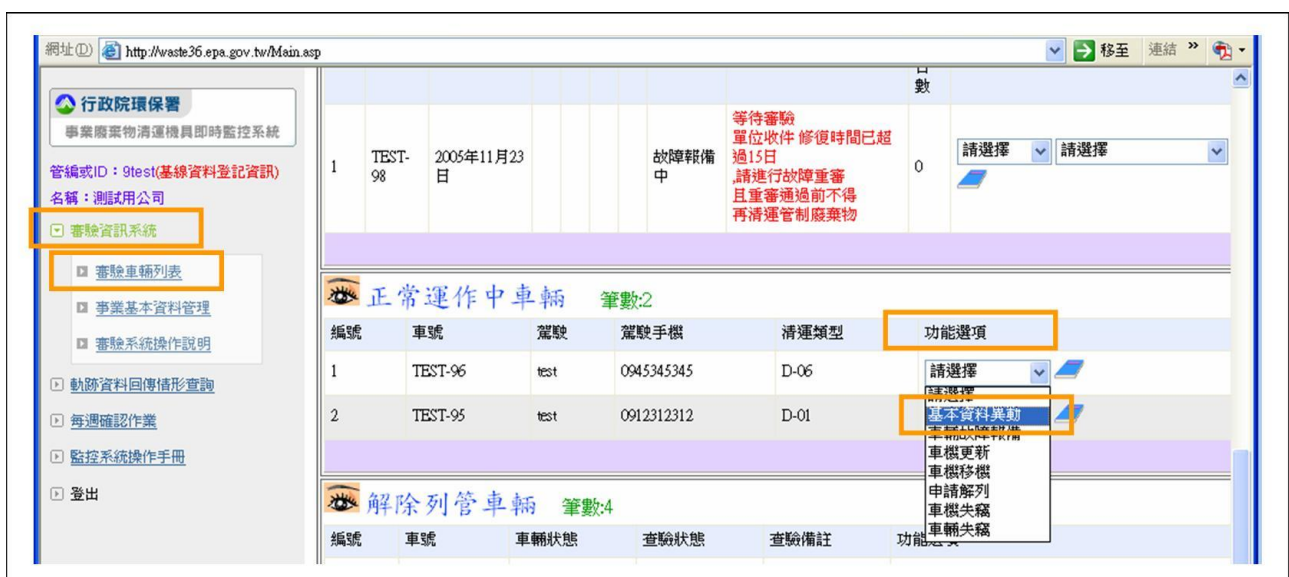 網址(D) http://waste36.epa.gov.tw/Main.asp 移至 連結 »
行政院環保署
事業廢棄物清運機具即時監控系統
管編或ID：9test(基線資料登記資訊)
名稱：測試用公司
審驗資訊系統
審驗車輛列表
事業基本資料管理
審驗系統操作說明
軌跡資料回傳情形查詢
每週確認作業
監控系統操作手冊
登出
日
數
1 TEST-98 2005年11月23日 故障報備中
等待審驗
單位收件 修復時間已超
過15日
,請進行故障重審
且重審通過前不得
再清運管制廢棄物
0 請選擇 請選擇
正常運作中車輛 筆數:2
編號 車號 駕駛 駕駛手機 清運類型 功能選項
1 TEST-96 test 0945345345 D-06 請選擇
2 TEST-95 test 0912312312 D-01
請選擇
基本資料異動
車輛故障報備
車機更新
車機移機
申請解列
車機失竊
車輛失竊
解除列管車輛 筆數:4
編號 車號 車輛狀態 查驗狀態 查驗備註 功能選項